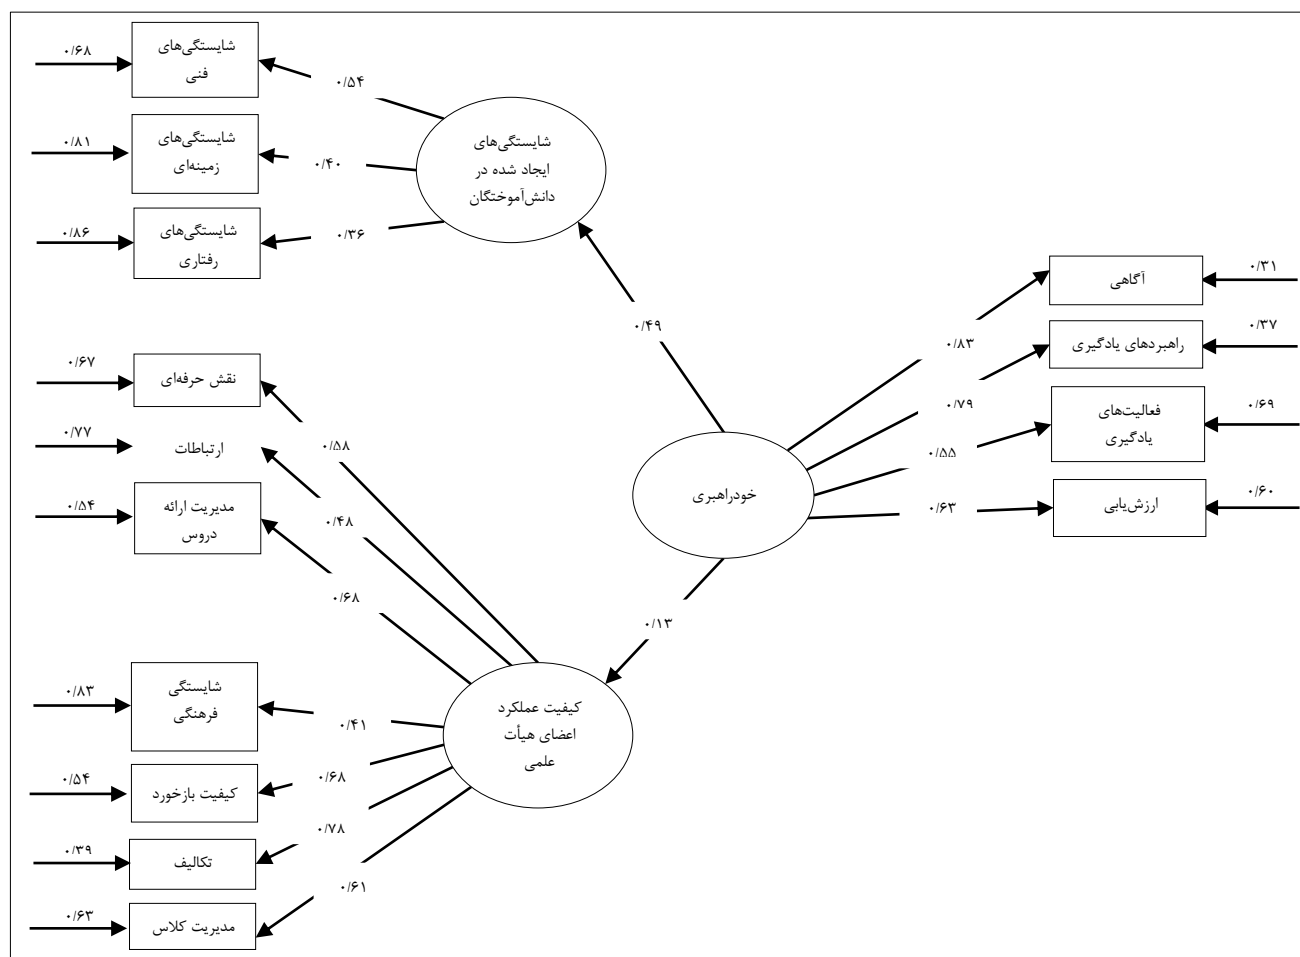 ۰/۶۸
شایستگی‌های
فنی
۰/۵۴
۰/۸۱
شایستگی‌های
زمینه‌ای
۰/۴۰
شایستگی‌های
ایجاد شده در
دانش‌آموختگان
۰/۸۶
شایستگی‌های
رفتاری
۰/۳۶
۰/۴۹
آگاهی
۰/۳۱
۰/۸۳
راهبردهای یادگیری
۰/۳۷
۰/۷۹
فعالیت‌های
یادگیری
۰/۶۹
۰/۵۵
ارزش‌یابی
۰/۶۰
۰/۶۳
خودراهبری
۰/۶۷
نقش حرفه‌ای
۰/۵۸
۰/۷۷
ارتباطات
۰/۴۸
۰/۵۴
مدیریت ارائه
دروس
۰/۶۸
۰/۱۳
۰/۸۳
شایستگی
فرهنگی
۰/۴۱
کیفیت عملکرد
اعضای هیأت
علمی
۰/۵۴
کیفیت بازخورد
۰/۶۸
۰/۳۹
تکالیف
۰/۷۸
۰/۶۳
مدیریت کلاس
۰/۶۱